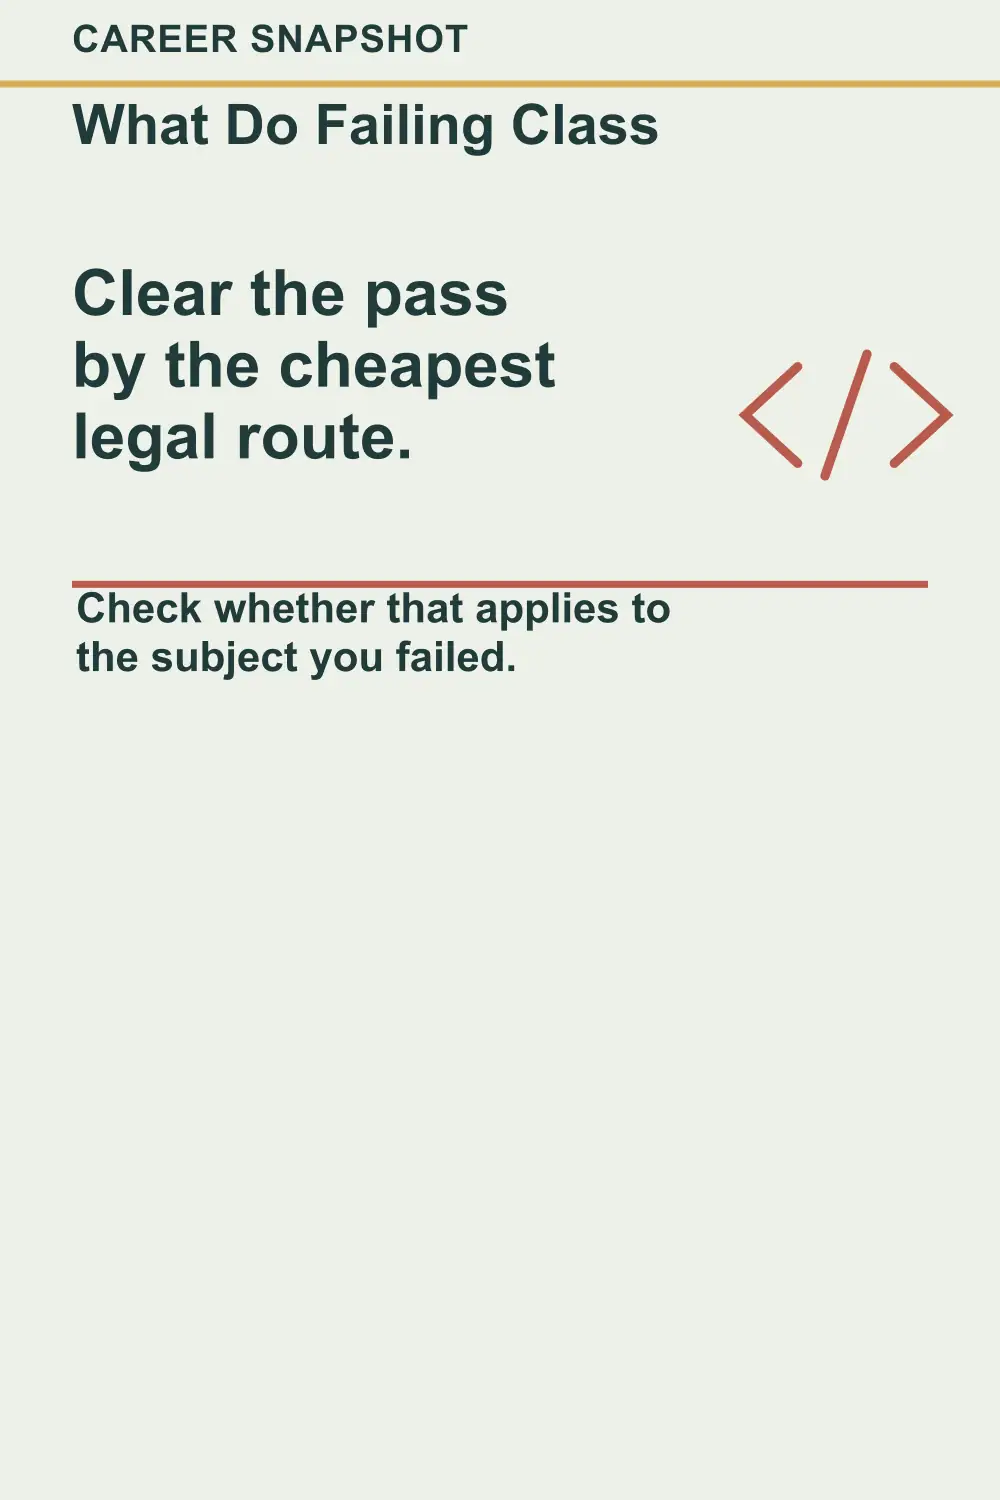 CAREER SNAPSHOT
What Do Failing Class
Clear the pass
by the cheapest
legal route.
Check whether that applies to
the subject you failed.